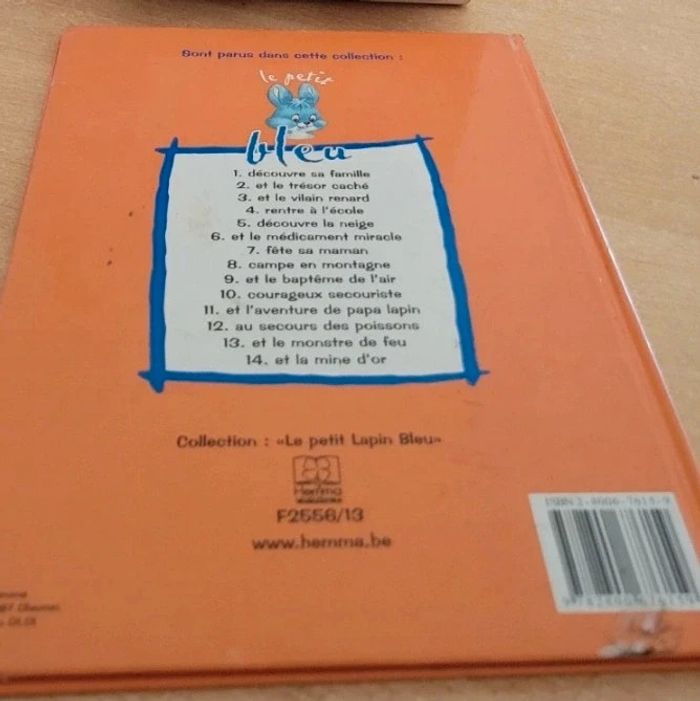 Sont parus dans cette collection :
le petit
bleu
1. découvre sa famille
2. et le trésor caché
3. et le vilain renard
4. rentre à l'école
5. découvre la neige
6. et le médicament miracle
7. fête sa maman
8. campe en montagne
9. et le baptême de l'air
10. courageux secouriste
11. et l'aventure de papa lapin
12. au secours des poissons
13. et le monstre de feu
14. et la mine d'or
Collection : «Le petit Lapin Bleu»
Hemma
F2556/13
www.hemma.be
ISBN